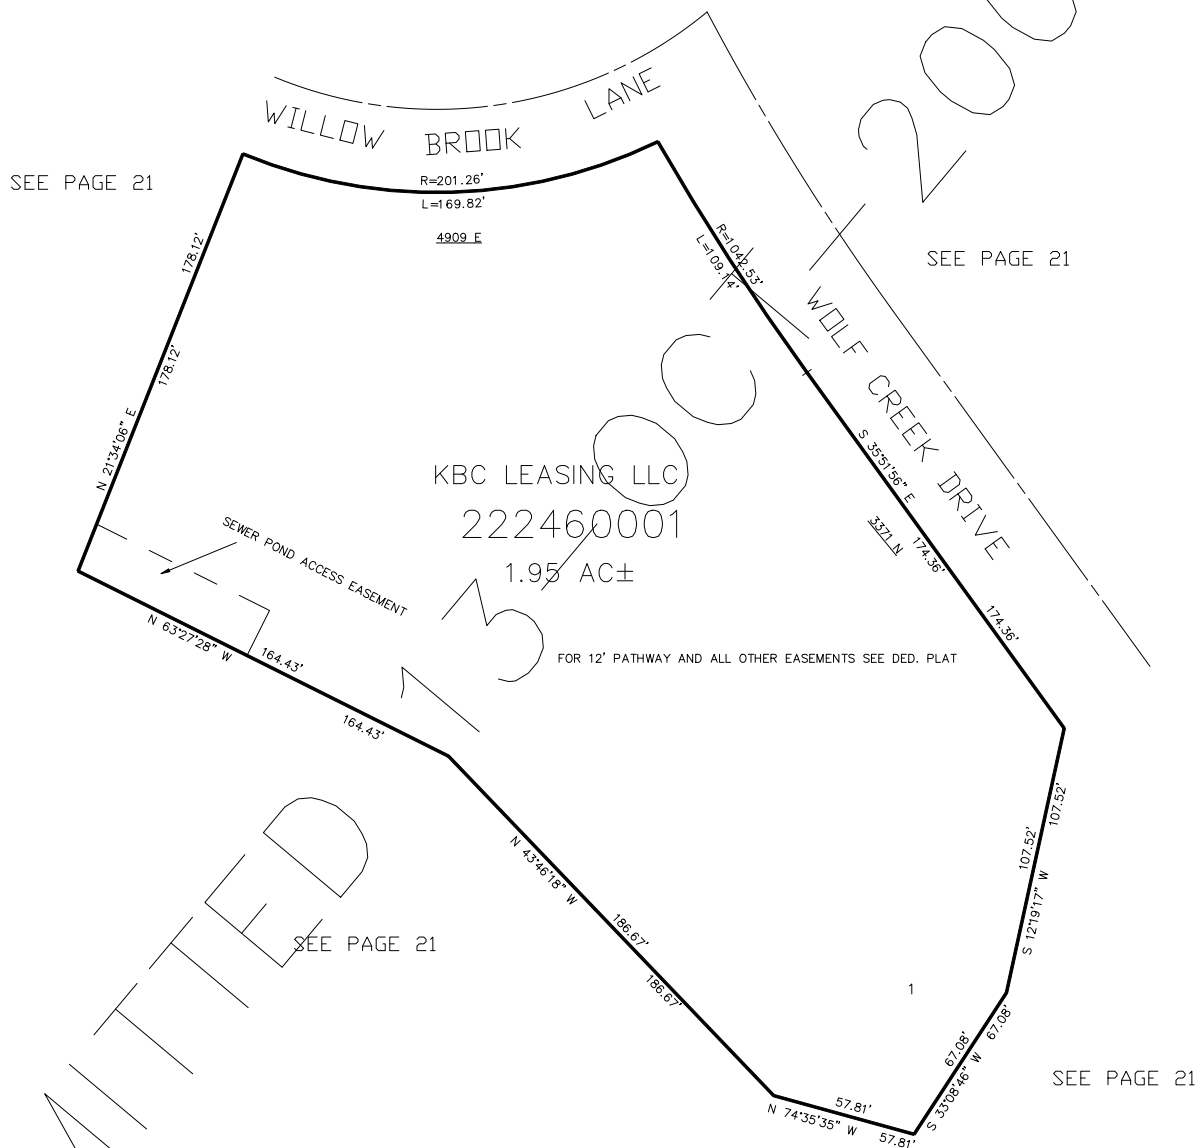 WILLOW BROOK LANE
SEE PAGE 21
R=201.26'
L=169.82'
4909 E
178.12'
178.12'
N 21°34'06" E
R=1042.53'
L=109.14'
SEE PAGE 21
WOLF CREEK DRIVE
KBC LEASING LLC
222460001
1.95 AC±
S 35°51'56" E
3371 N
174.36'
174.36'
SEWER POND ACCESS EASEMENT
FOR 12' PATHWAY AND ALL OTHER EASEMENTS SEE DED. PLAT
N 63°27'28" W
164.43'
164.43'
107.52'
107.52'
S 12°19'17" W
N 43°46'18" W
186.67'
186.67'
SEE PAGE 21
1
67.08'
67.08'
S 33°08'46" W
SEE PAGE 21
57.81'
N 74°35'35" W
57.81'